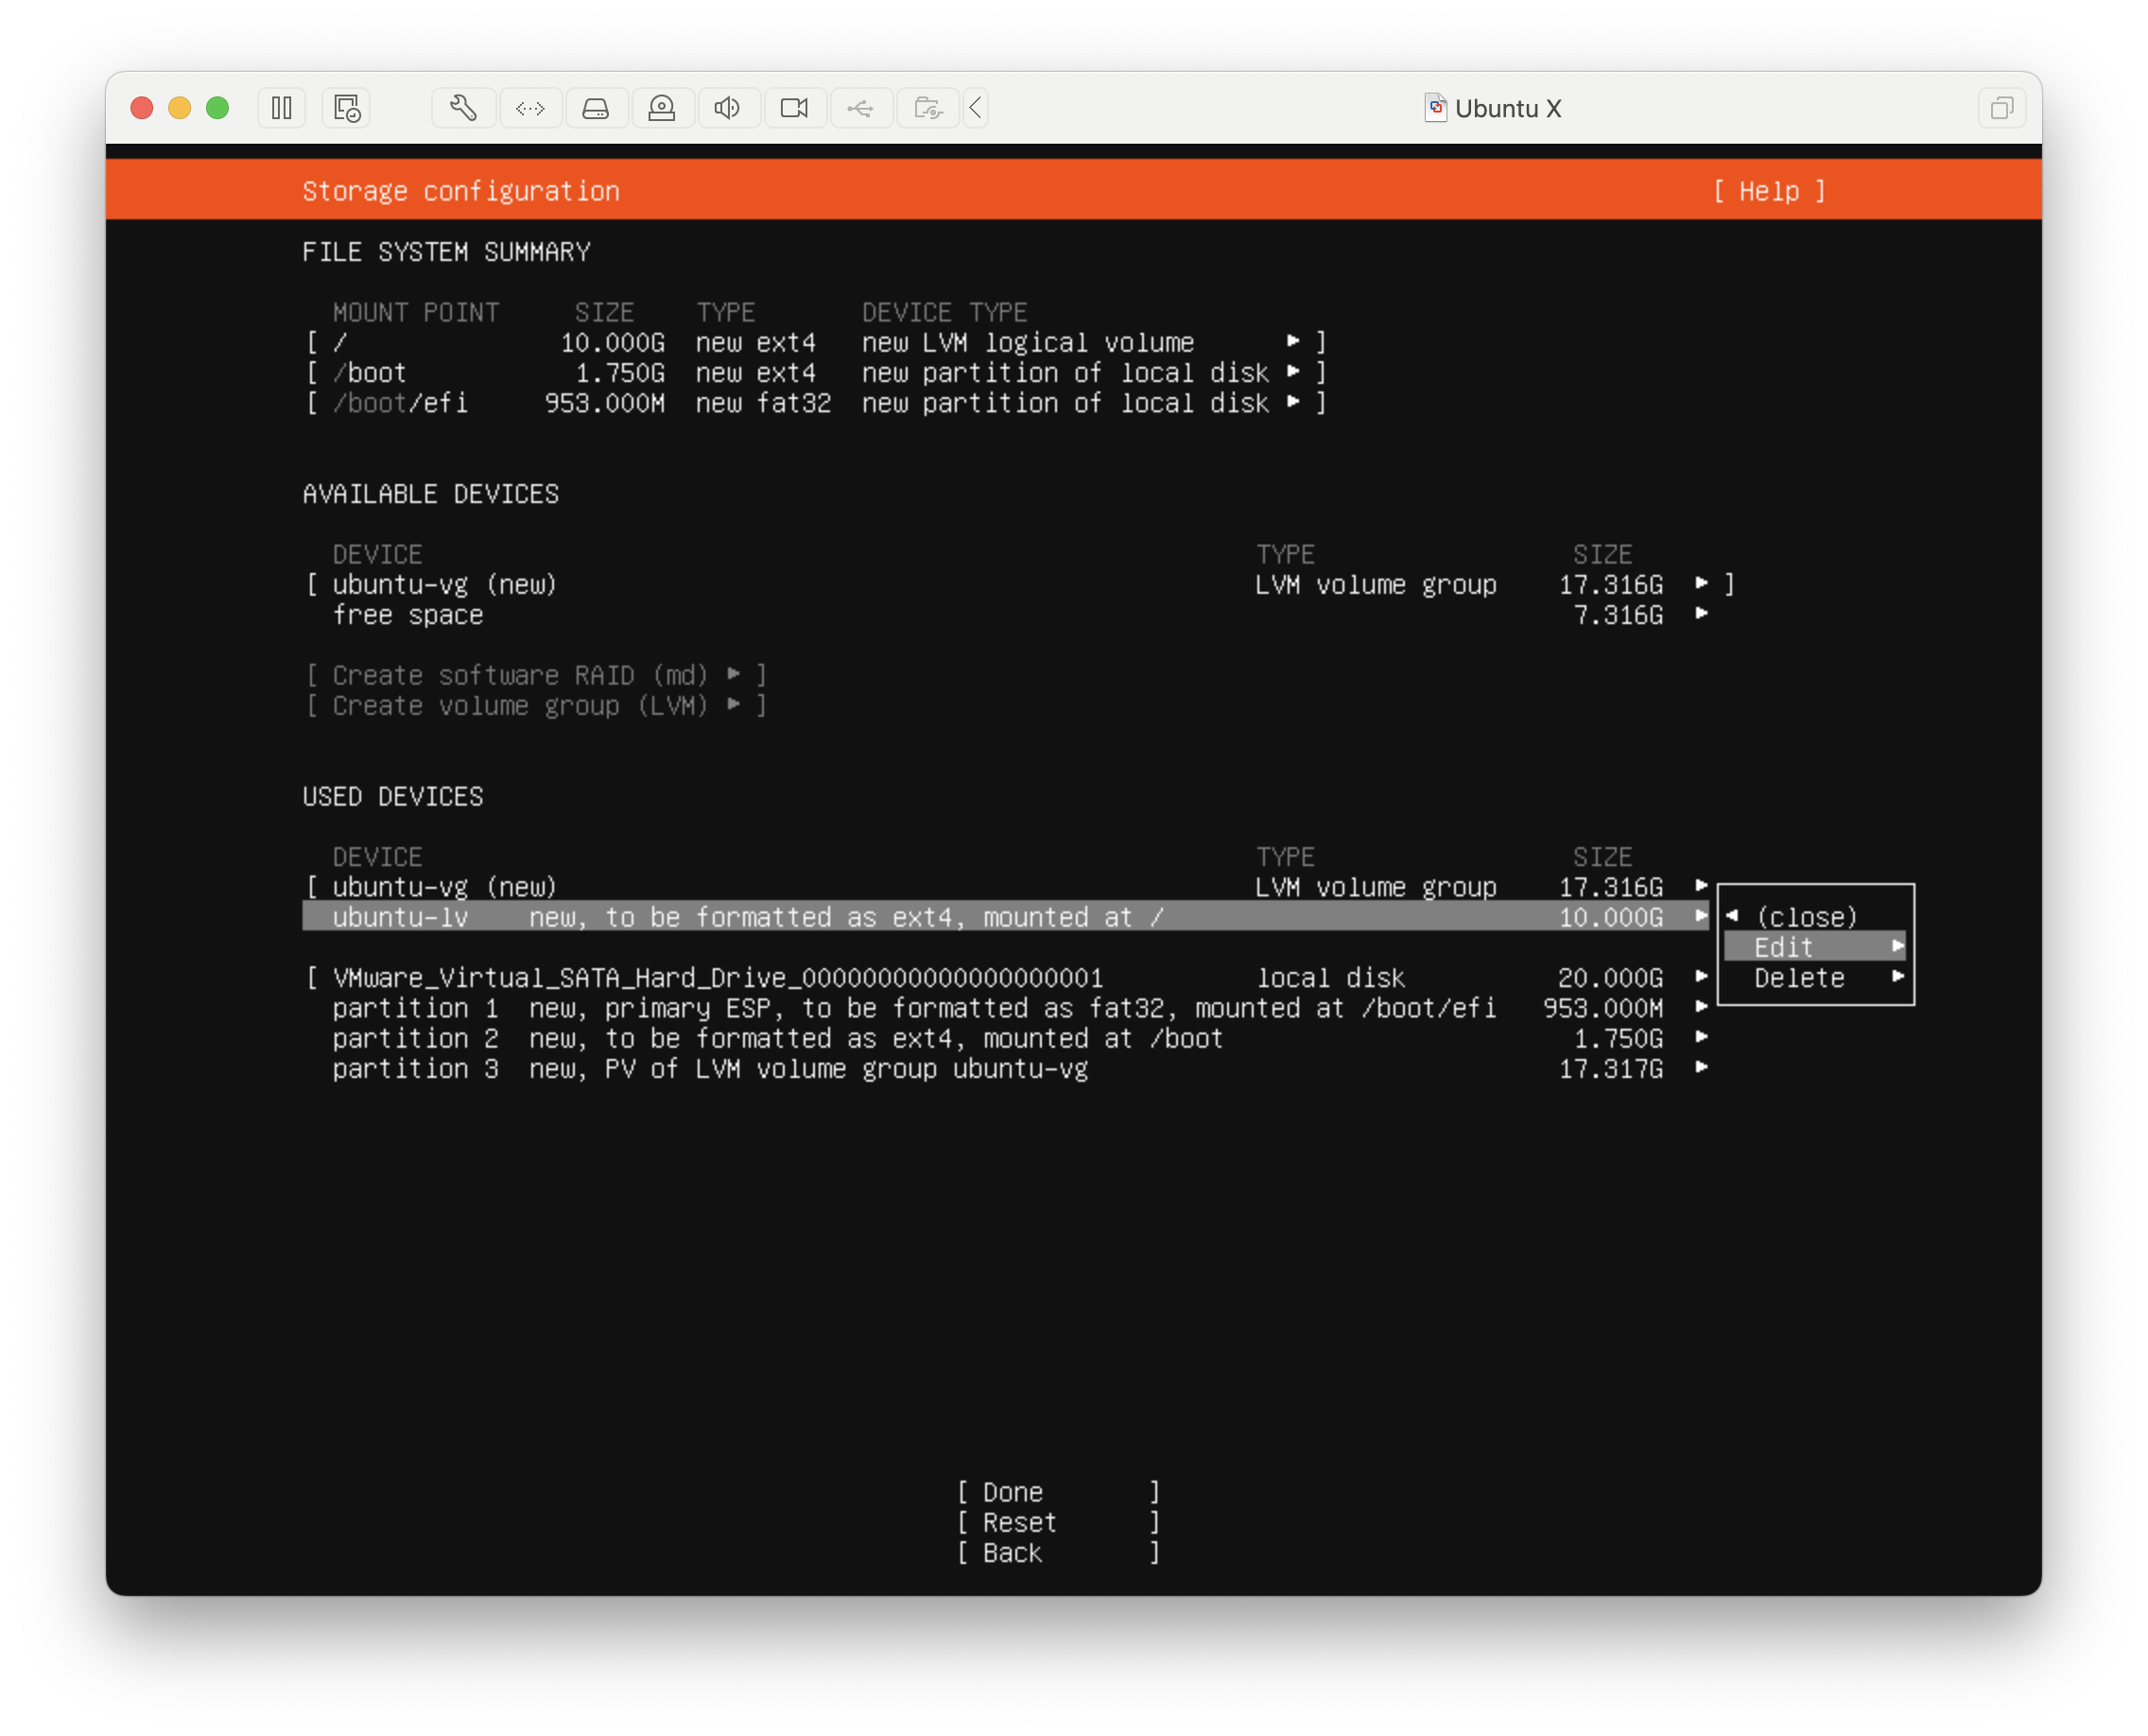 Ubuntu X
Storage configuration [ Help ]
FILE SYSTEM SUMMARY
MOUNT POINT SIZE TYPE DEVICE TYPE
[ / 10.000G new ext4 new LVM logical volume ▸ ]
[ /boot 1.750G new ext4 new partition of local disk ▸ ]
[ /boot/efi 953.000M new fat32 new partition of local disk ▸ ]
AVAILABLE DEVICES
DEVICE TYPE SIZE
[ ubuntu-vg (new) LVM volume group 17.316G ▸ ]
free space 7.316G ▸
[ Create software RAID (md) ▸ ]
[ Create volume group (LVM) ▸ ]
USED DEVICES
DEVICE TYPE SIZE
[ ubuntu-vg (new) LVM volume group 17.316G ▸
ubuntu-lv new, to be formatted as ext4, mounted at / 10.000G ▸ ◂ (close)
Edit ▸
[ VMware_Virtual_SATA_Hard_Drive_00000000000000000001 local disk 20.000G ▸ Delete ▸
partition 1 new, primary ESP, to be formatted as fat32, mounted at /boot/efi 953.000M ▸
partition 2 new, to be formatted as ext4, mounted at /boot 1.750G ▸
partition 3 new, PV of LVM volume group ubuntu-vg 17.317G ▸
[ Done ]
[ Reset ]
[ Back ]